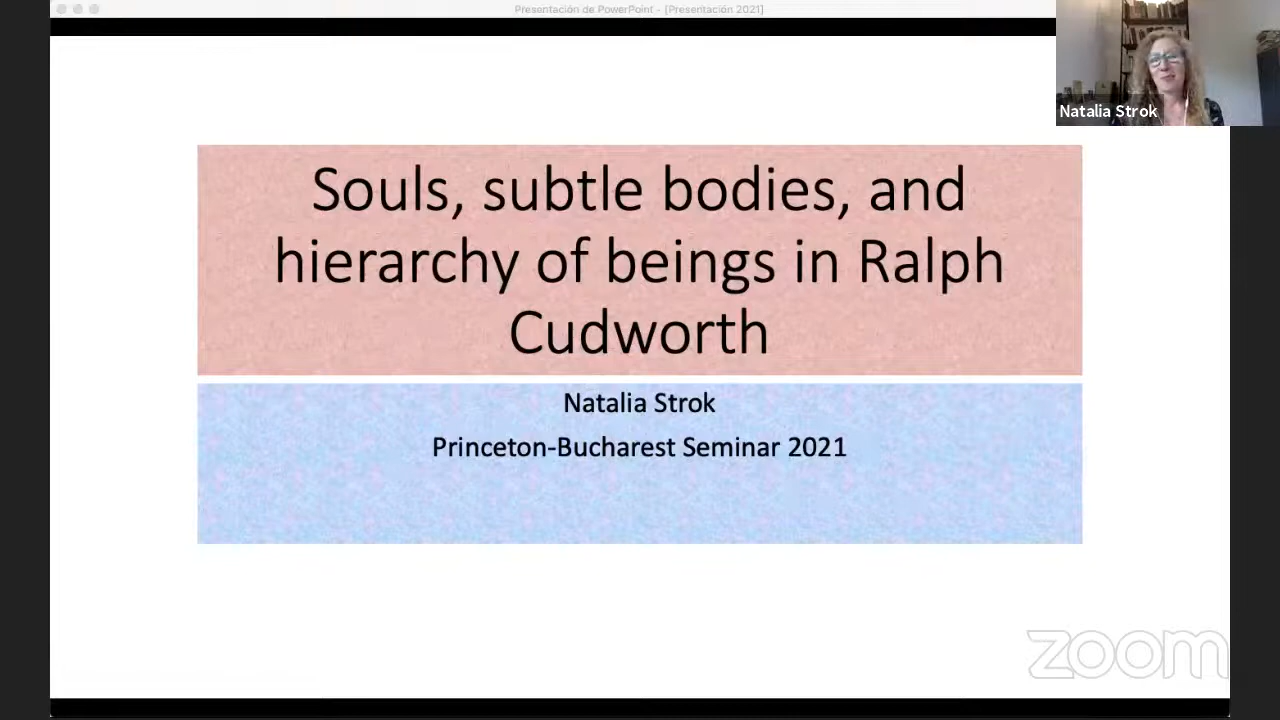 Presentación de PowerPoint - [Presentación 2021]
Natalia Strok
Souls, subtle bodies, and
hierarchy of beings in Ralph
Cudworth
Natalia Strok
Princeton-Bucharest Seminar 2021
zoom